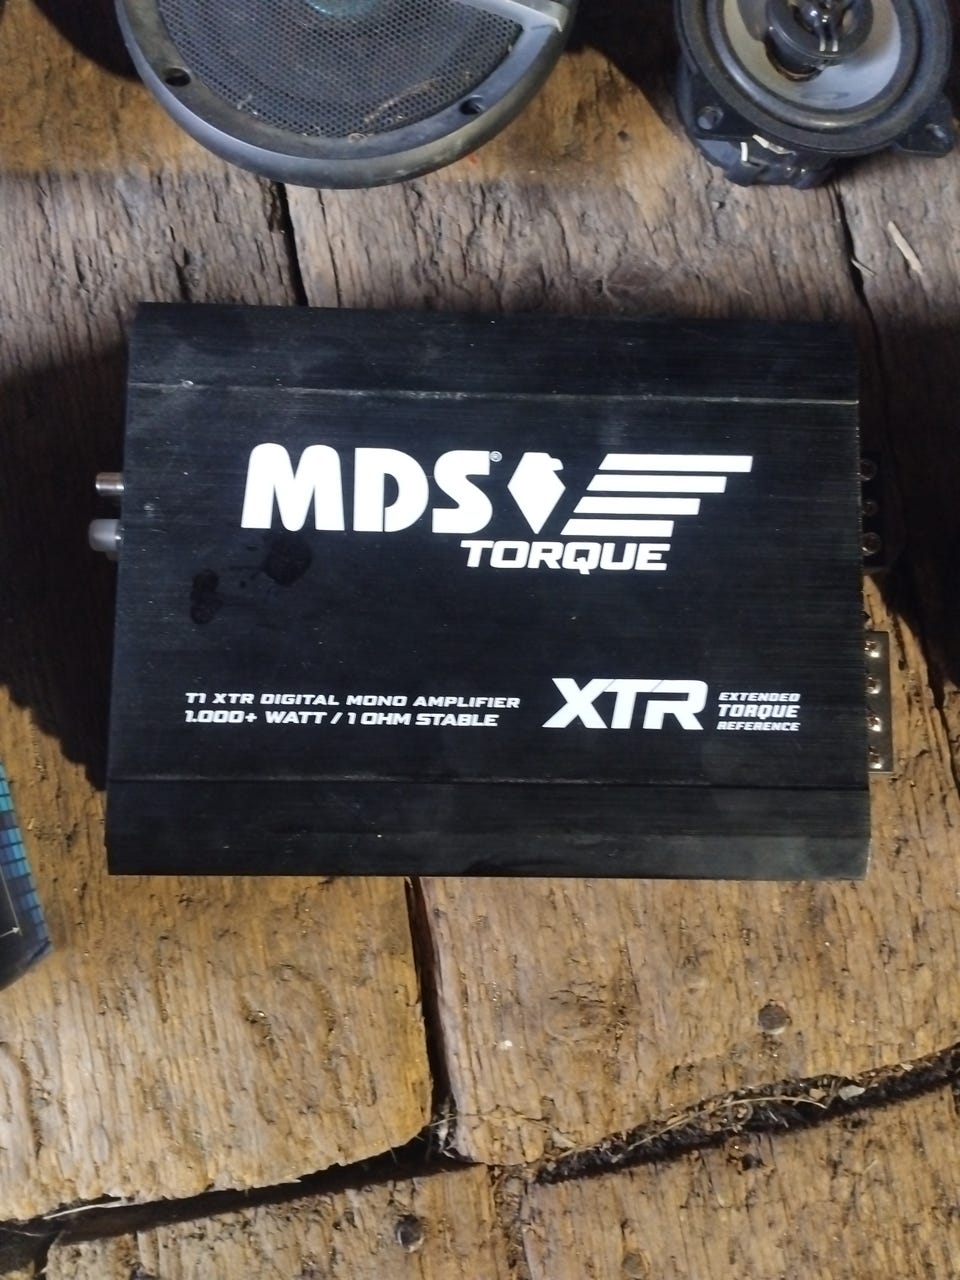 MDS®
TORQUE
T1 XTR DIGITAL MONO AMPLIFIER
1.000+ WATT / 1 OHM STABLE
XTR
EXTENDED
TORQUE
REFERENCE